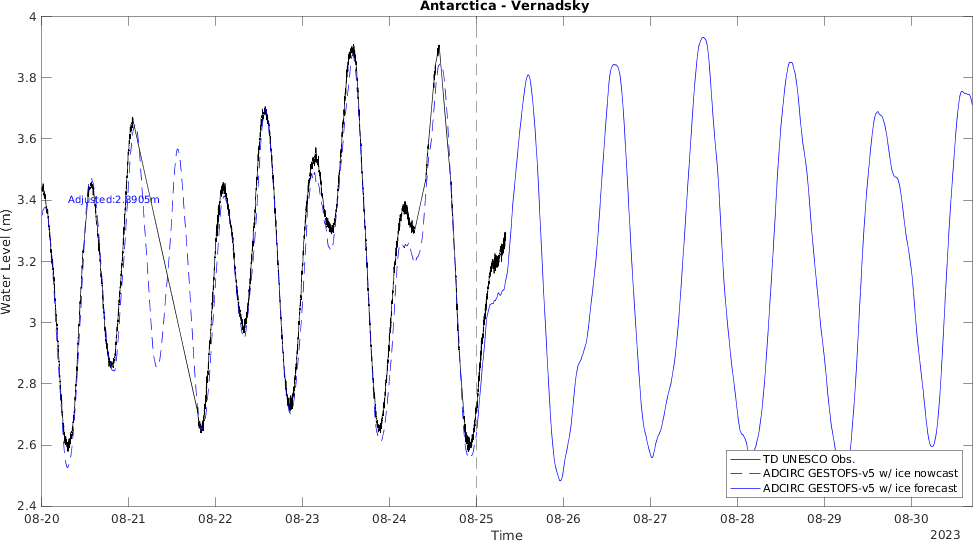 Antarctica - Vernadsky
Water Level (m)
4
3.8
3.6
3.4
3.2
3
2.8
2.6
2.4
Adjusted:2.8905m
TD UNESCO Obs.
ADCIRC GESTOFS-v5 w/ ice nowcast
ADCIRC GESTOFS-v5 w/ ice forecast
08-20 08-21 08-22 08-23 08-24 08-25 08-26 08-27 08-28 08-29 08-30
Time
2023